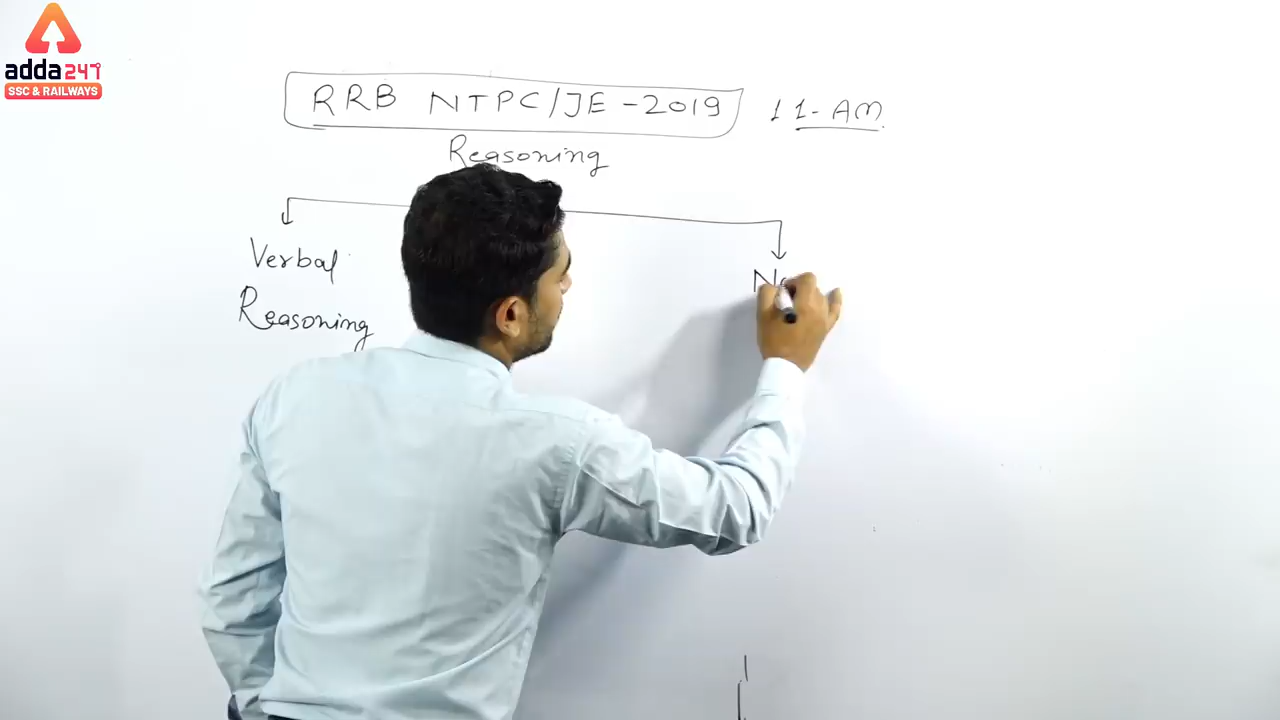 adda247
SSC & RAILWAYS
RRB NTPC/JE-2019 11-AM
Reasoning
Verbal
Reasoning